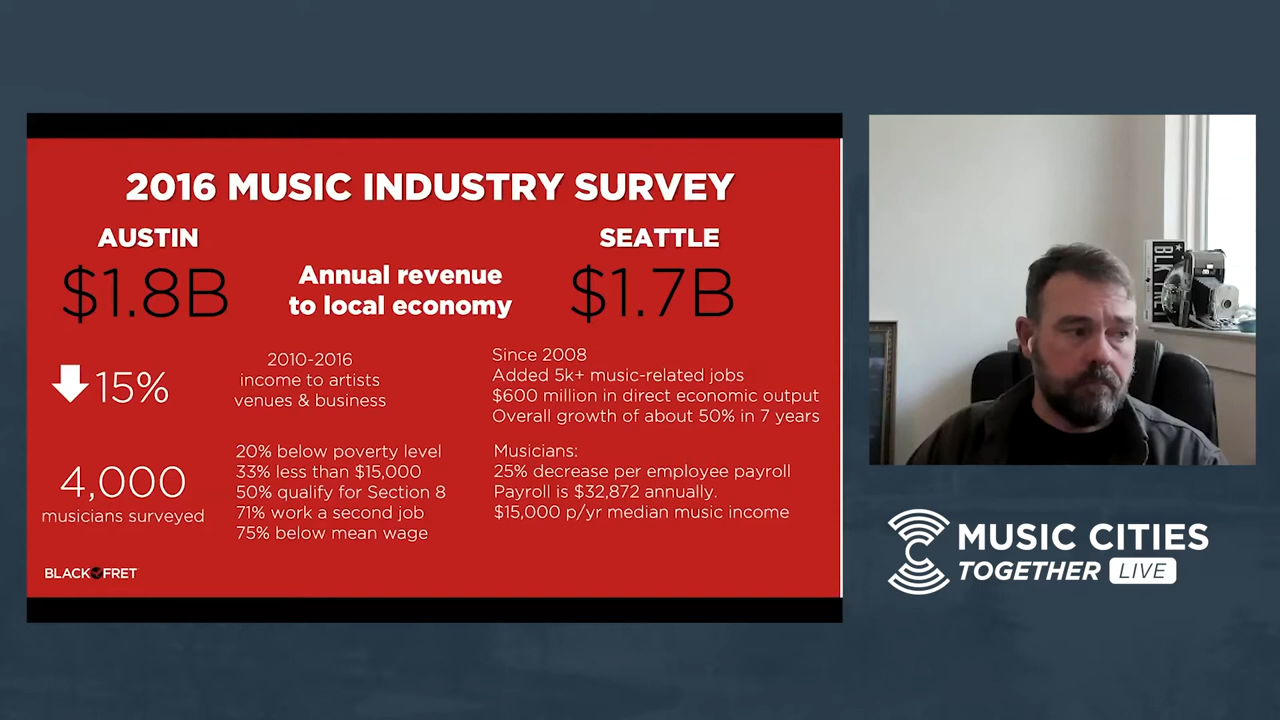 2016 MUSIC INDUSTRY SURVEY
AUSTIN
$1.8B
Annual revenue
to local economy
SEATTLE
$1.7B
15%
2010-2016
income to artists
venues & business
Since 2008
Added 5k+ music-related jobs
$600 million in direct economic output
Overall growth of about 50% in 7 years
4,000
musicians surveyed
20% below poverty level
33% less than $15,000
50% qualify for Section 8
71% work a second job
75% below mean wage
Musicians:
25% decrease per employee payroll
Payroll is $32,872 annually.
$15,000 p/yr median music income
BLACK FRET
BLK
MUSIC CITIES
TOGETHER LIVE